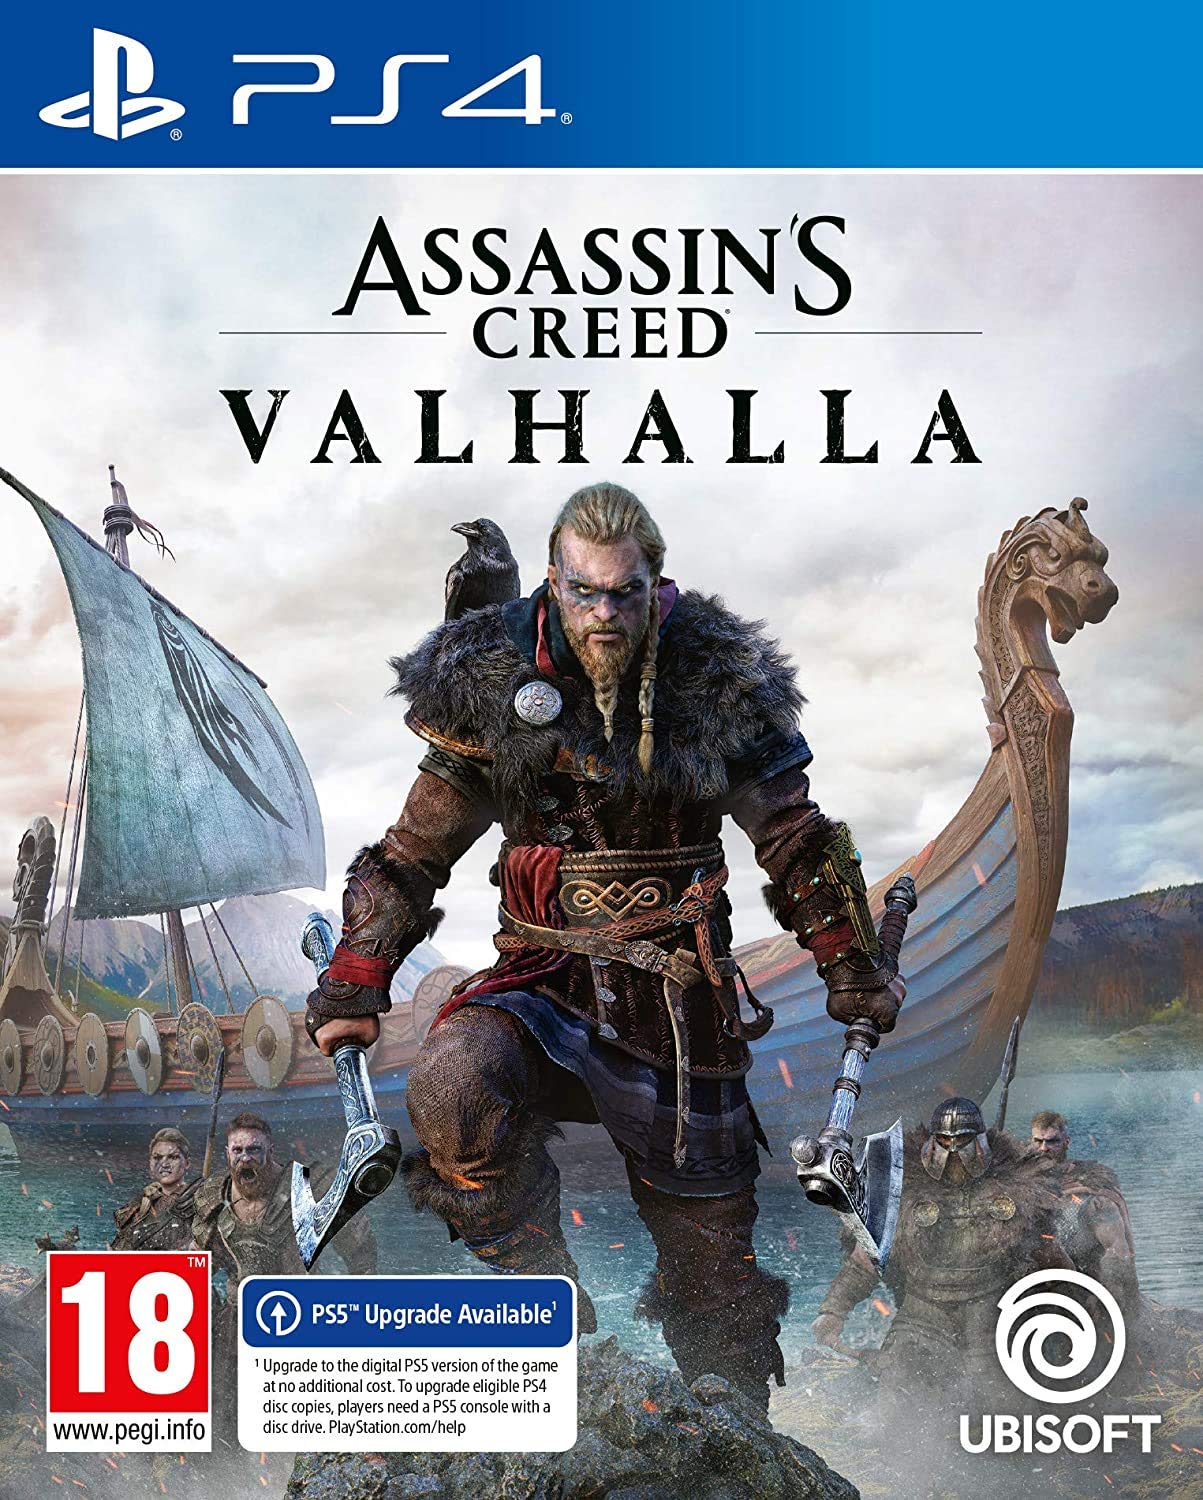 PS4®
ASSASSIN'S
CREED®
VALHALLA
18™
www.pegi.info
PS5™ Upgrade Available¹
¹ Upgrade to the digital PS5 version of the game
at no additional cost. To upgrade eligible PS4
disc copies, players need a PS5 console with a
disc drive. PlayStation.com/help
UBISOFT